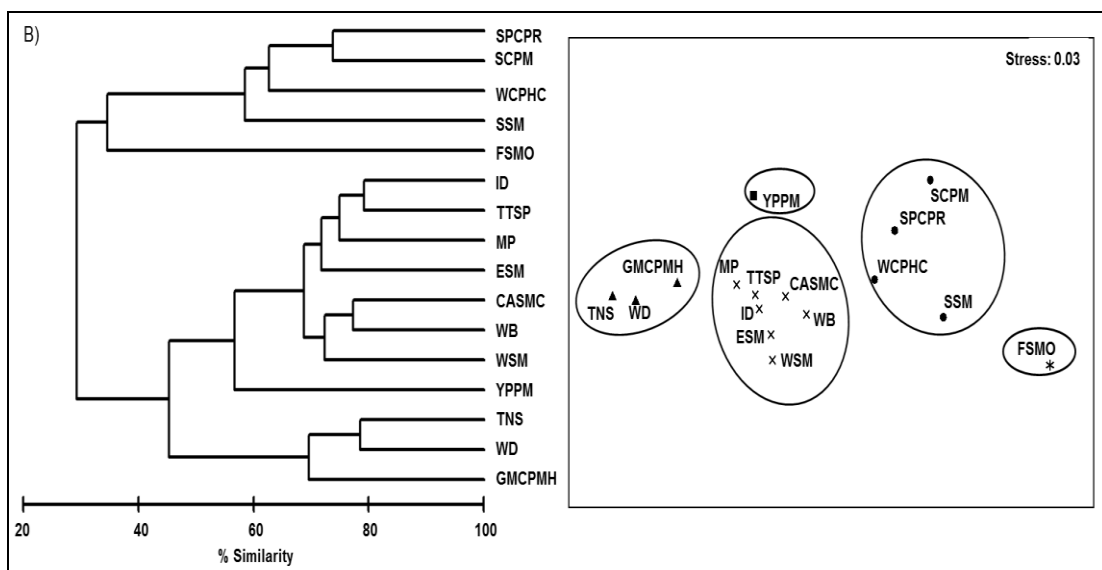 B)
SPCPR
SCPM
WCPHC
SSM
FSMO
ID
TTSP
MP
ESM
CASMC
WB
WSM
YPPM
TNS
WD
GMCPMH
20 40 60 80 100
% Similarity
Stress: 0.03
SCPM
YPPM
SPCPR
GMCPMH
MP
TTSP
CASMC
WCPHC
TNS
WD
ID
WB
SSM
ESM
WSM
FSMO